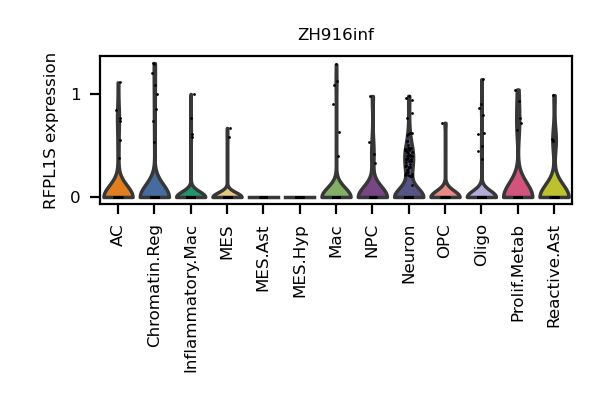 ZH916inf
RFPL1S expression
1
0
AC
Chromatin.Reg
Inflammatory.Mac
MES
MES.Ast
MES.Hyp
Mac
NPC
Neuron
OPC
Oligo
Prolif.Metab
Reactive.Ast